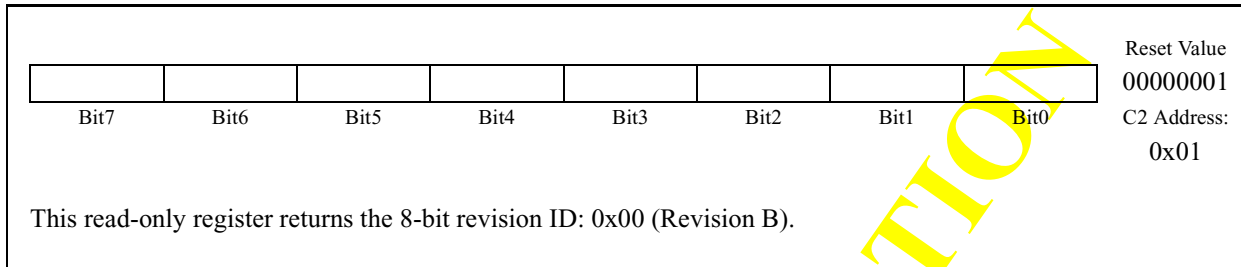 Reset Value
00000001
Bit7 Bit6 Bit5 Bit4 Bit3 Bit2 Bit1 Bit0 C2 Address:
0x01
This read-only register returns the 8-bit revision ID: 0x00 (Revision B).
TION